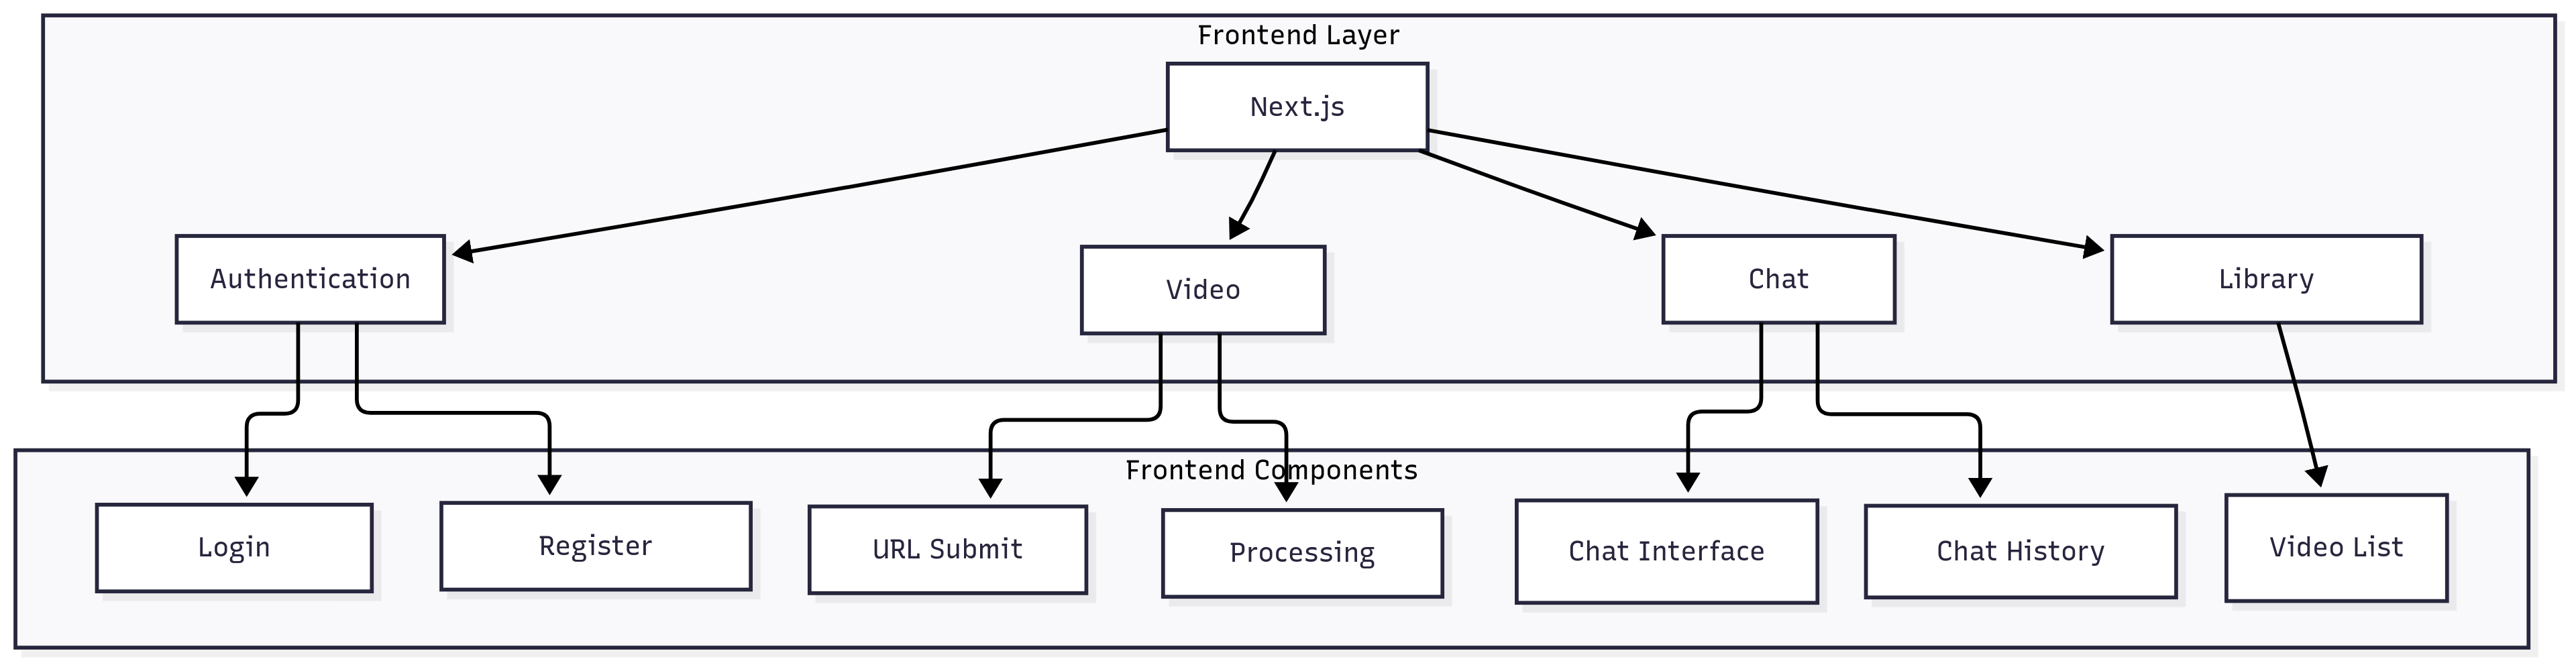 Frontend Layer
Next.js
Authentication
Video
Chat
Library
Frontend Components
Login
Register
URL Submit
Processing
Chat Interface
Chat History
Video List